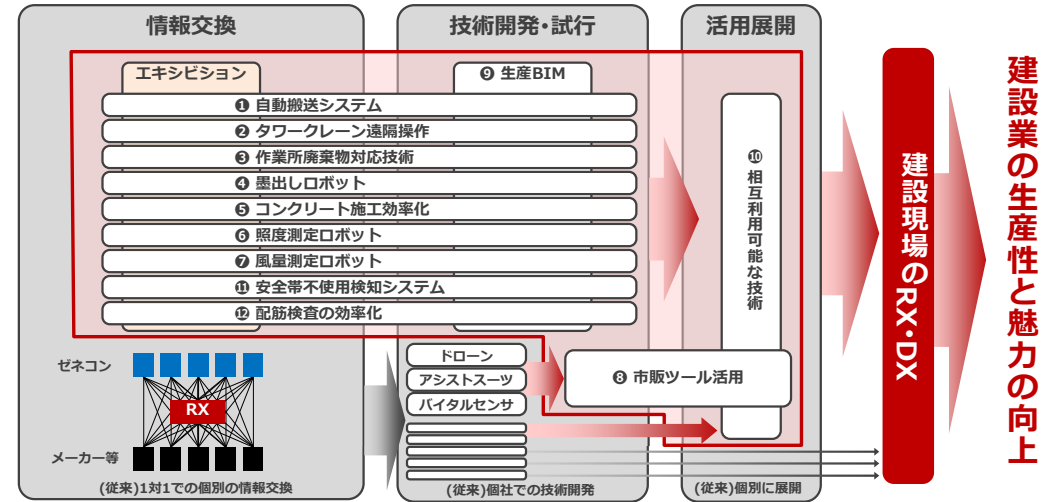 情報交換
技術開発・試行
活用展開
エキシビション
❾ 生産BIM
❶ 自動搬送システム
❷ タワークレーン遠隔操作
❸ 作業所廃棄物対応技術
❹ 墨出しロボット
❺ コンクリート施工効率化
❻ 照度測定ロボット
❼ 風量測定ロボット
⓫ 安全帯不使用検知システム
⓬ 配筋検査の効率化
❿ 相互利用可能な技術
ドローン
アシストスーツ
バイタルセンサ
❽ 市販ツール活用
ゼネコン
RX
メーカー等
(従来)1対1での個別の情報交換
(従来)個社での技術開発
(従来)個別に展開
建設現場のRX・DX
建設業の生産性と魅力の向上